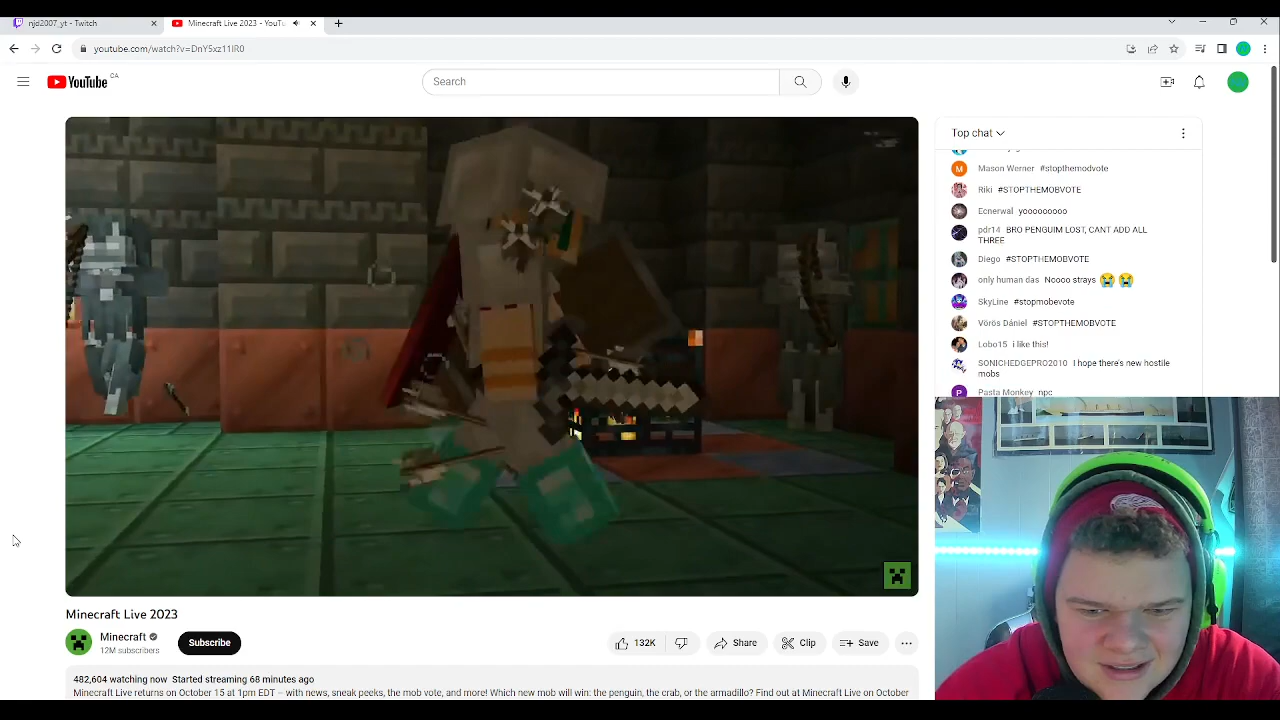 njd2007_yt - Twitch
Minecraft Live 2023 - YouTu
youtube.com/watch?v=DnY5xz11IR0
YouTube CA
Search
Top chat
Mason Werner #stopthemodvote
Riki #STOPTHEMOBVOTE
Ecnerwal yooooooooo
pdr14 BRO PENGUIM LOST, CANT ADD ALL
THREE
Diego #STOPTHEMOBVOTE
only human das Noooo strays 😭 😭
SkyLine #stopmobevote
Vörös Dániel #STOPTHEMOBVOTE
Lobo15 i like this!
SONICHEDGEPRO2010 I hope there's new hostile
mobs
Pasta Monkey npc
Minecraft Live 2023
Minecraft
12M subscribers
Subscribe
132K
Share
Clip
Save
482,604 watching now Started streaming 68 minutes ago
Minecraft Live returns on October 15 at 1pm EDT – with news, sneak peeks, the mob vote, and more! Which new mob will win: the penguin, the crab, or the armadillo? Find out at Minecraft Live on October